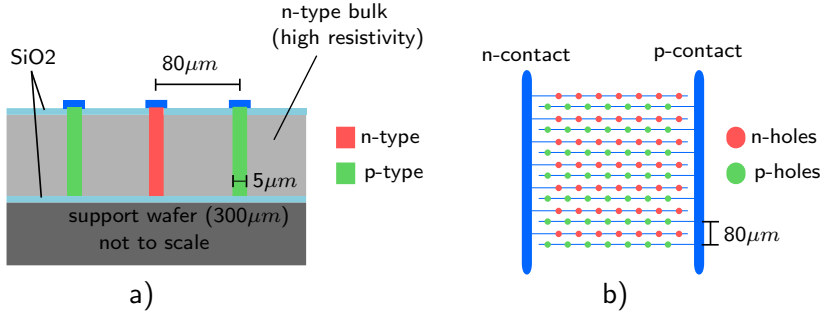 n-type bulk
(high resistivity)
SiO2
80μm
n-type
p-type
5μm
support wafer (300μm)
not to scale
a)
n-contact
p-contact
n-holes
p-holes
80μm
b)